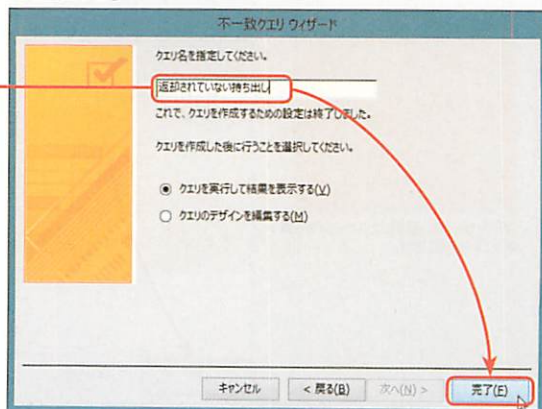 不一致クエリ ウィザード
クエリ名を指定してください。
返却されていない持ち出し
これで、クエリを作成するための設定は終了しました。
クエリを作成した後に行うことを選択してください。
クエリを実行して結果を表示する(V)
クエリのデザインを編集する(M)
キャンセル
< 戻る(B)
次へ(N) >
完了(F)